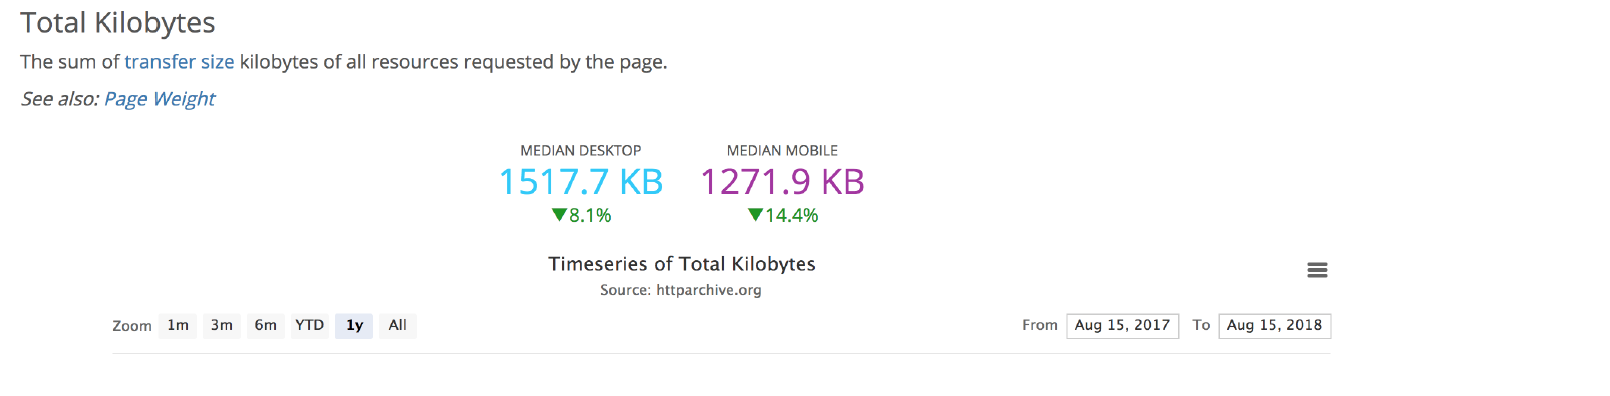 Total Kilobytes
The sum of transfer size kilobytes of all resources requested by the page.
See also: Page Weight
MEDIAN DESKTOP MEDIAN MOBILE
1517.7 KB 1271.9 KB
▼8.1% ▼14.4%
Timeseries of Total Kilobytes
Source: httparchive.org
Zoom 1m 3m 6m YTD 1y All From Aug 15, 2017 To Aug 15, 2018